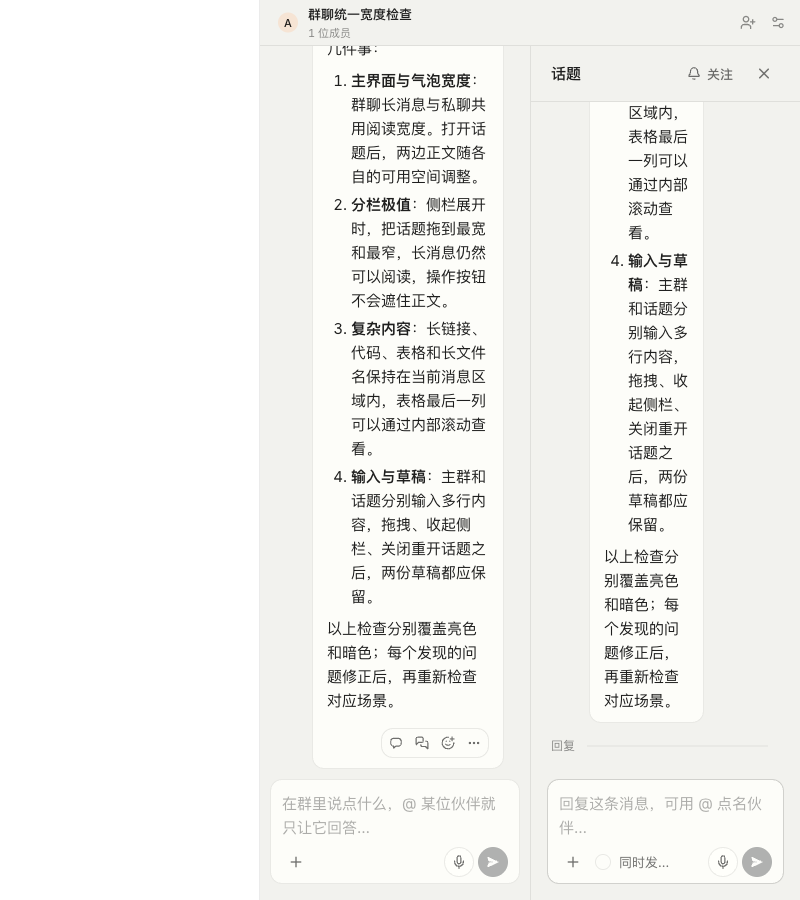 A
群聊统一宽度检查
1 位成员
几件事：
1. 主界面与气泡宽度：
群聊长消息与私聊共
用阅读宽度。打开话
题后，两边正文随各
自的可用空间调整。
2. 分栏极值：侧栏展开
时，把话题拖到最宽
和最窄，长消息仍然
可以阅读，操作按钮
不会遮住正文。
3. 复杂内容：长链接、
代码、表格和长文件
名保持在当前消息区
域内，表格最后一列
可以通过内部滚动查
看。
4. 输入与草稿：主群和
话题分别输入多行内
容，拖拽、收起侧
栏、关闭重开话题之
后，两份草稿都应保
留。
以上检查分别覆盖亮色
和暗色；每个发现的问
题修正后，再重新检查
对应场景。
在群里说点什么，@ 某位伙伴就
只让它回答...
话题
关注
区域内，
表格最后
一列可以
通过内部
滚动查
看。
4. 输入与草
稿：主群
和话题分
别输入多
行内容，
拖拽、收
起侧栏、
关闭重开
话题之
后，两份
草稿都应
保留。
以上检查分
别覆盖亮色
和暗色；每
个发现的问
题修正后，
再重新检查
对应场景。
回复
回复这条消息，可用 @ 点名伙
伴...
同时发...